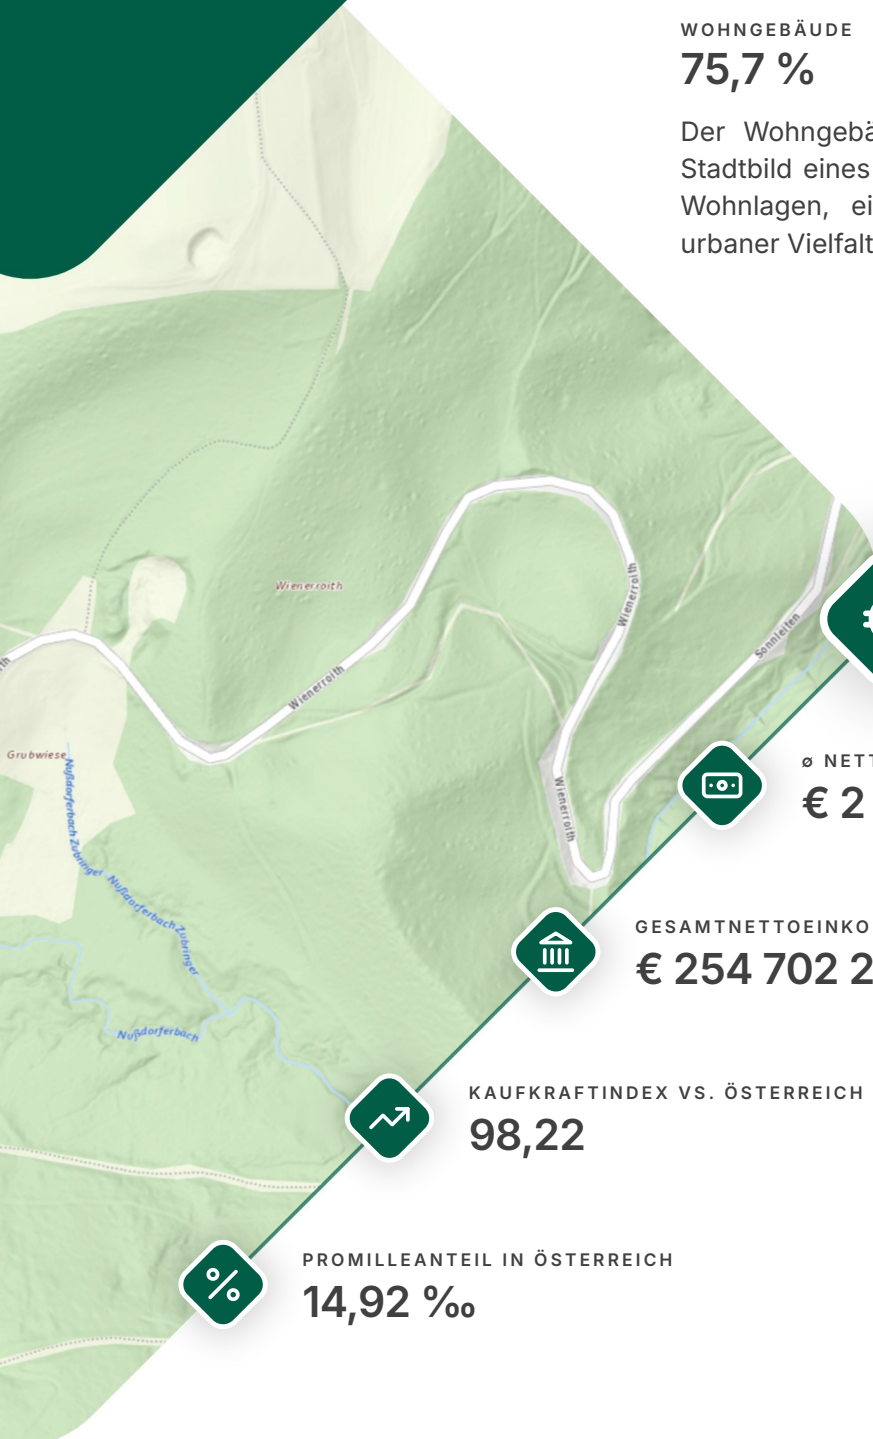 WOHNGEBÄUDE
75,7 %
Der Wohngebä
Stadtbild eines
Wohnlagen, ei
urbaner Vielfalt
Wienerroith
Wienerroith
Wienerroith
Sonnleiten
Wienerroith
Grubwiese
Nußdorferbach Zubringer
Nußdorferbach Zubringer
Nußdorferbach
ø NETT
€ 2
GESAMTNETTOEINKO
€ 254 702 2
KAUFKRAFTINDEX VS. ÖSTERREICH
98,22
PROMILLEANTEIL IN ÖSTERREICH
14,92 ‰